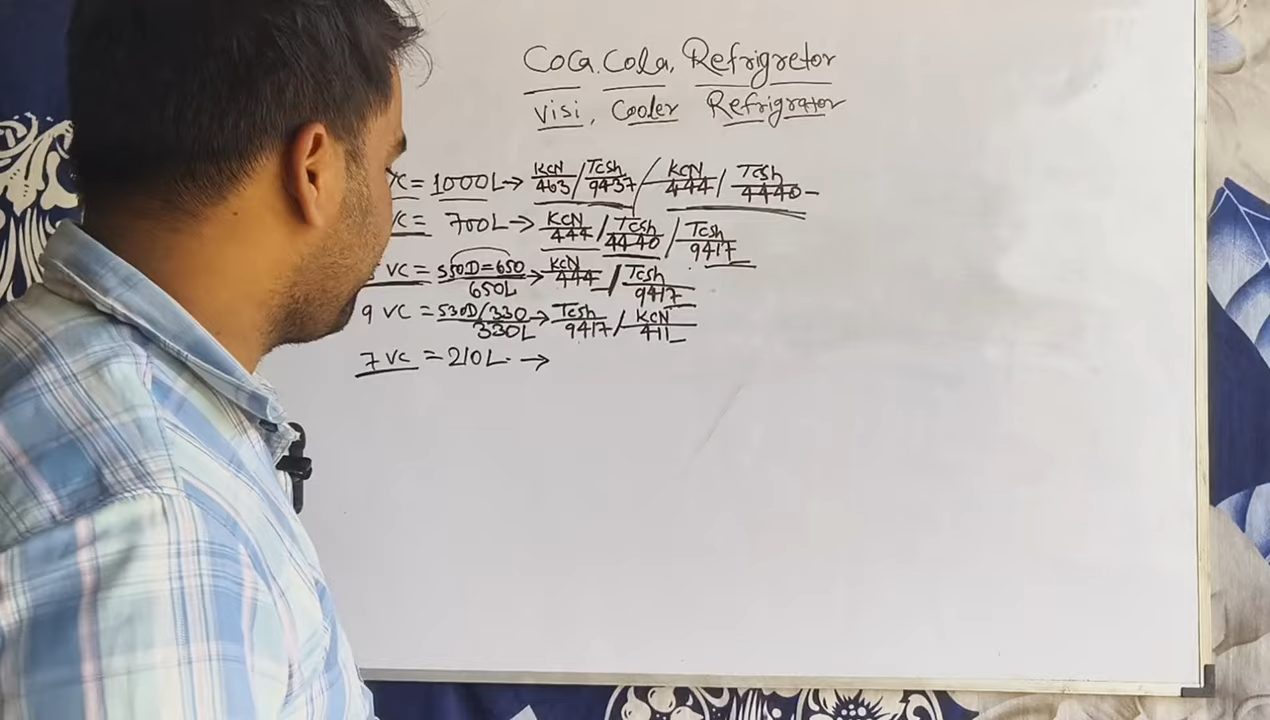 Coca.Cola, Refrigretor
visi, Cooler Refrigrator
VC = 1000L → KCN 463 / Tcsh 9437 / KCN 444 / Tcsh 4440
VC = 700L → KCN 444 / Tcsh 4440 / Tcsh 9417
VC = 550D=650 650L → KCN 444 / Tcsh 9417
9 VC = 530D/330 330L → Tcsh 9417 / KCN 411
7 VC = 210L →